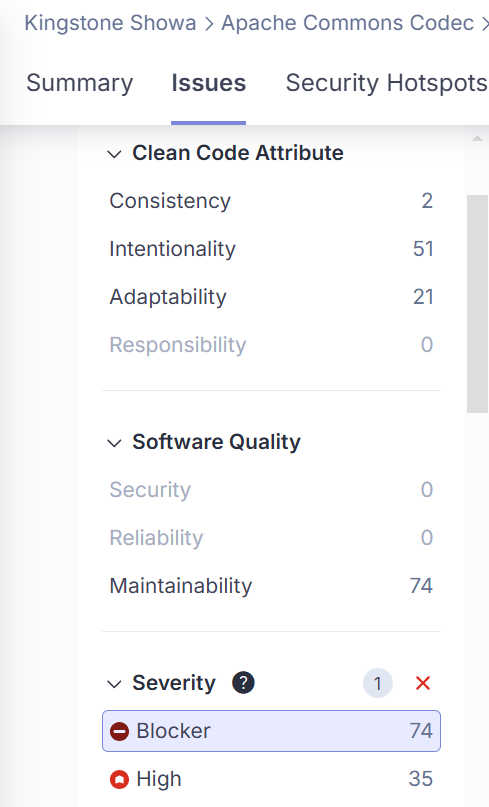 Kingstone Showa > Apache Commons Codec >
Summary Issues Security Hotspots
Clean Code Attribute
Consistency 2
Intentionality 51
Adaptability 21
Responsibility 0
Software Quality
Security 0
Reliability 0
Maintainability 74
Severity ? 1
Blocker 74
High 35